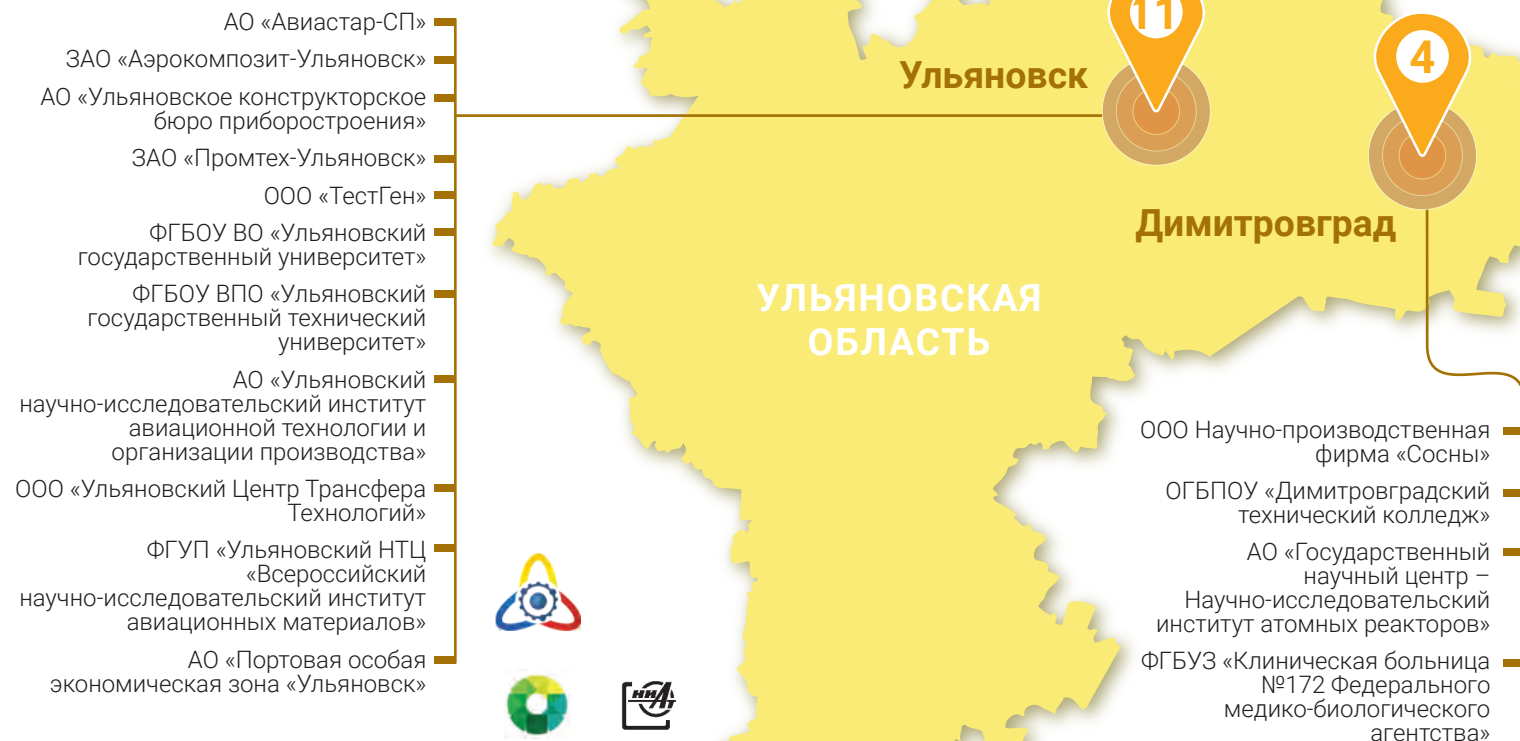 АО «Авиастар-СП»
ЗАО «Аэрокомпозит-Ульяновск»
АО «Ульяновское конструкторское
бюро приборостроения»
ЗАО «Промтех-Ульяновск»
ООО «ТестГен»
ФГБОУ ВО «Ульяновский
государственный университет»
ФГБОУ ВПО «Ульяновский
государственный технический
университет»
АО «Ульяновский
научно-исследовательский институт
авиационной технологии и
организации производства»
ООО «Ульяновский Центр Трансфера
Технологий»
ФГУП «Ульяновский НТЦ
«Всероссийский
научно-исследовательский институт
авиационных материалов»
АО «Портовая особая
экономическая зона «Ульяновск»
11
Ульяновск
4
Димитровград
УЛЬЯНОВСКАЯ
ОБЛАСТЬ
ООО Научно-производственная
фирма «Сосны»
ОГБПОУ «Димитровградский
технический колледж»
АО «Государственный
научный центр –
Научно-исследовательский
институт атомных реакторов»
ФГБУЗ «Клиническая больница
№172 Федерального
медико-биологического
агентства»
НИАТ